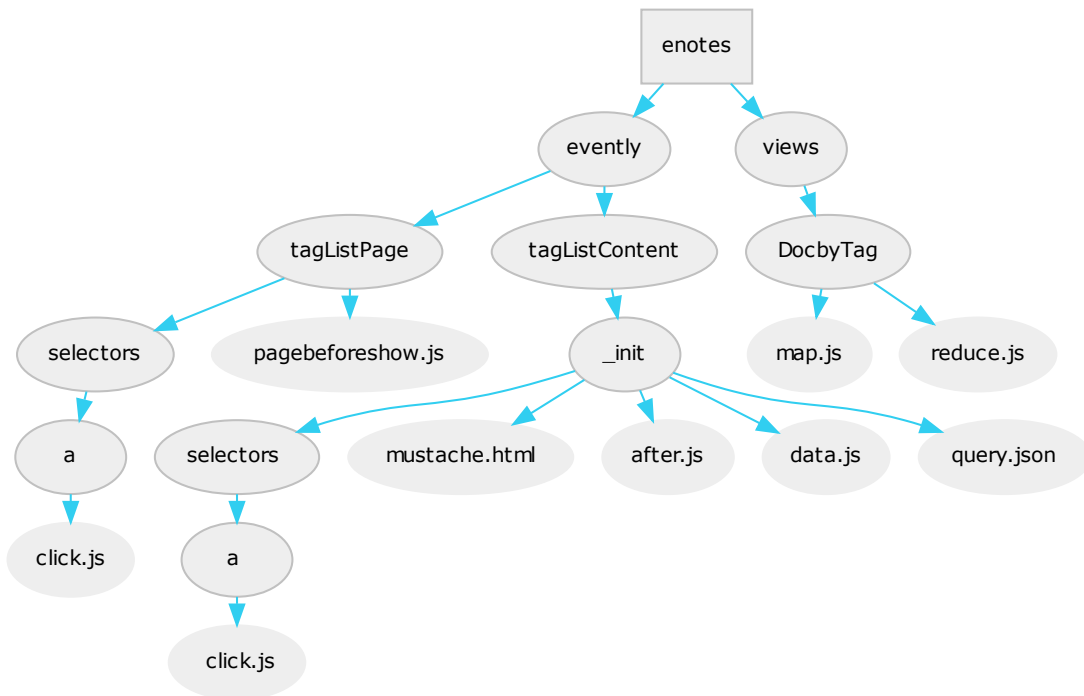 enotes
evently
views
tagListPage
tagListContent
DocbyTag
selectors
pagebeforeshow.js
_init
map.js
reduce.js
a
selectors
mustache.html
after.js
data.js
query.json
click.js
a
click.js